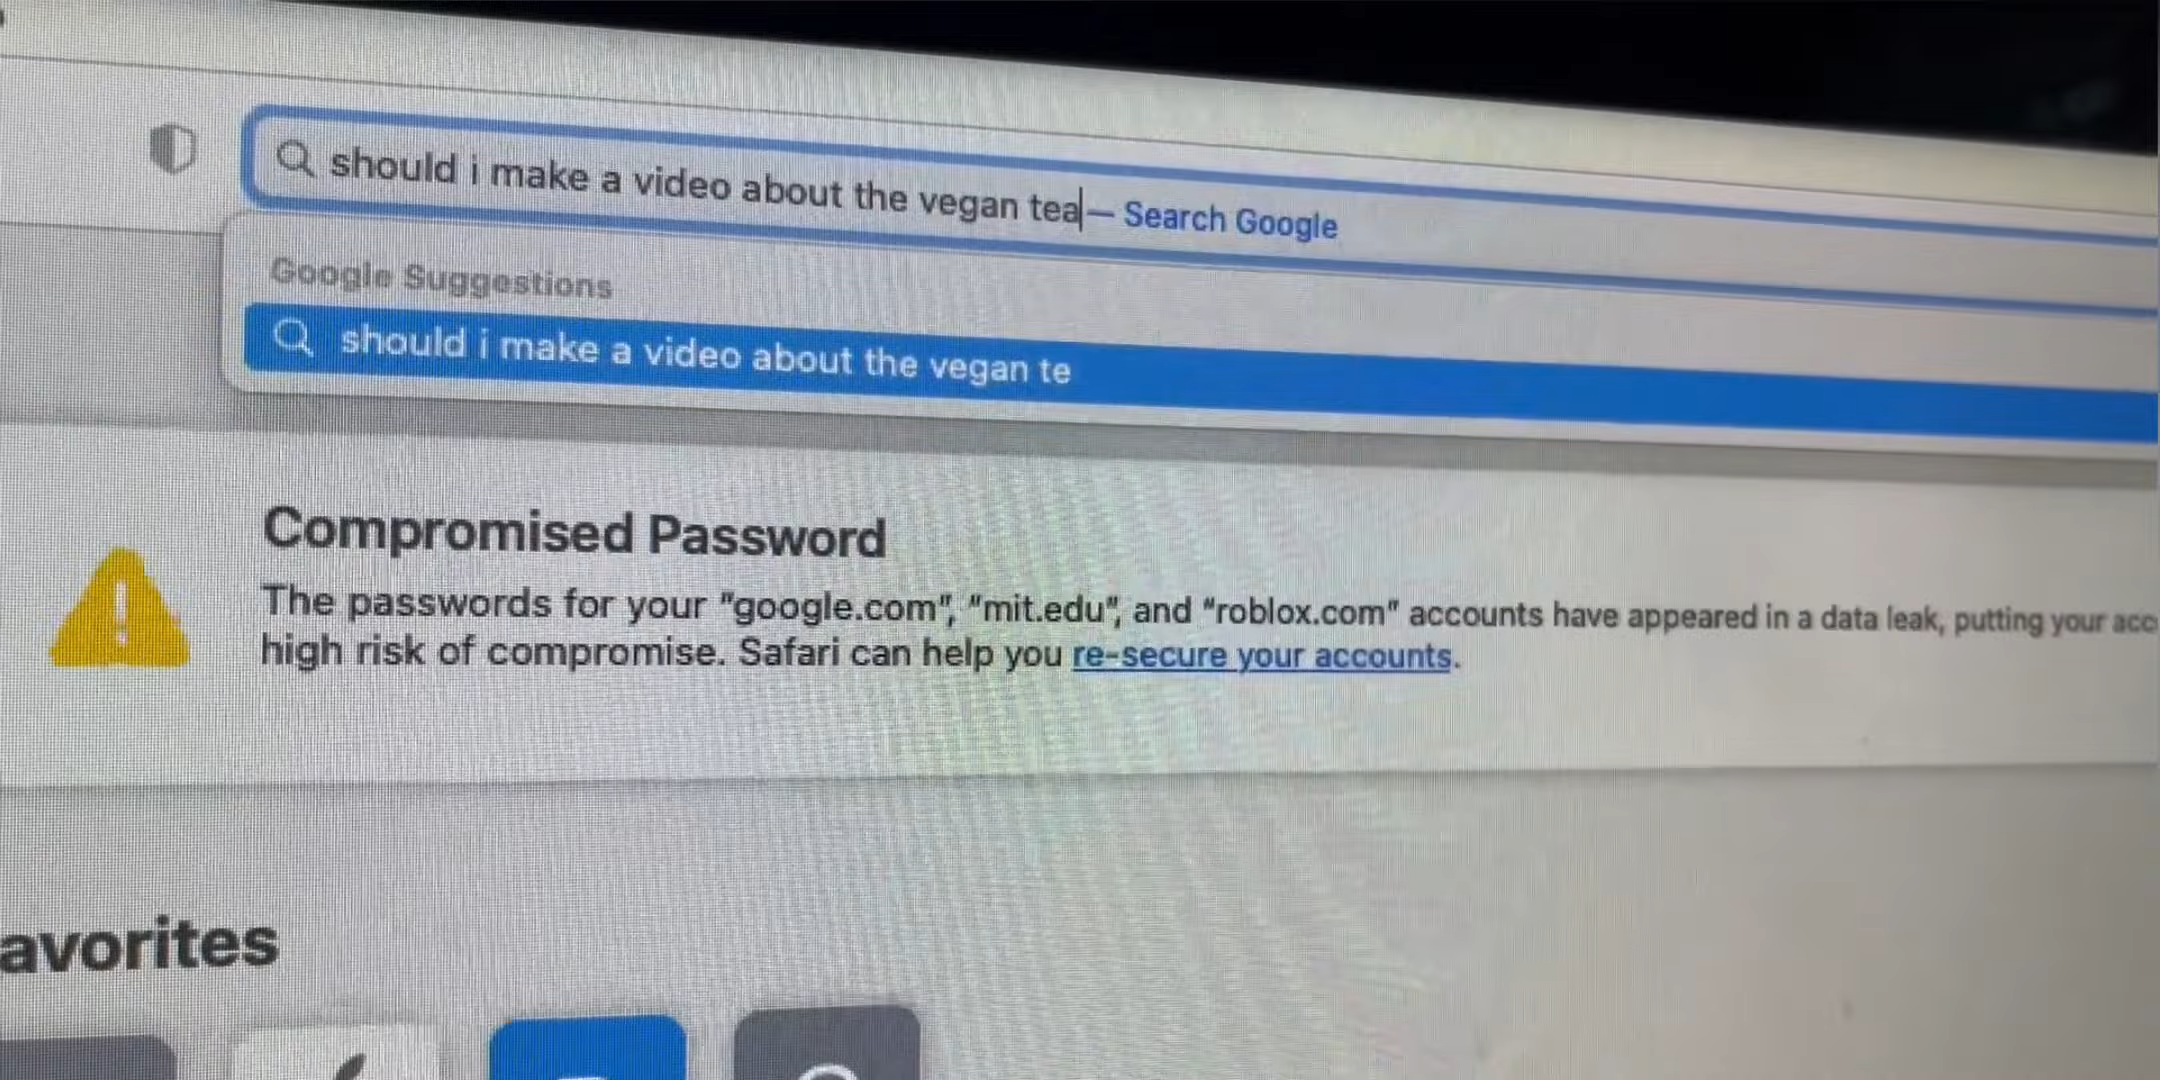 should i make a video about the vegan tea — Search Google
Google Suggestions
should i make a video about the vegan te
Compromised Password
The passwords for your "google.com", "mit.edu", and "roblox.com" accounts have appeared in a data leak, putting your acc
high risk of compromise. Safari can help you re-secure your accounts.
avorites